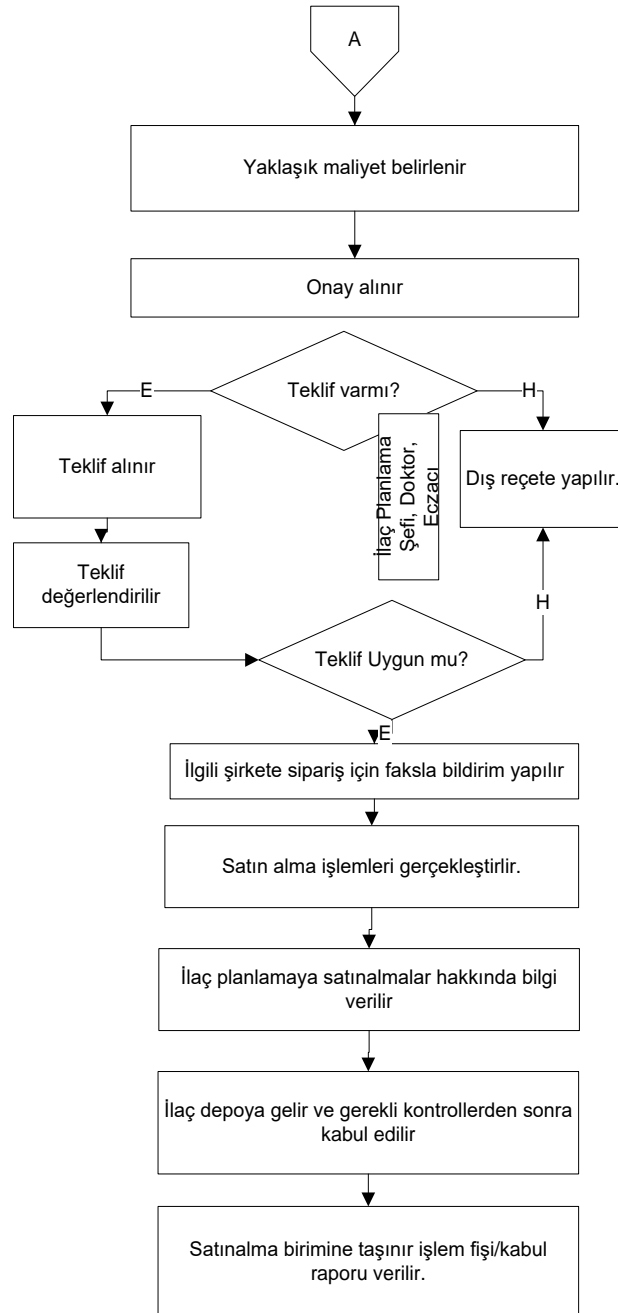 A
Yaklaşık maliyet belirlenir
Onay alınır
Teklif varmı?
E
H
Teklif alınır
İlaç Planlama
Şefi, Doktor,
Eczacı
Dış reçete yapılır.
Teklif
değerlendirilir
H
Teklif Uygun mu?
E
İlgili şirkete sipariş için faksla bildirim yapılır
Satın alma işlemleri gerçekleştirlir.
İlaç planlamaya satınalmalar hakkında bilgi
verilir
İlaç depoya gelir ve gerekli kontrollerden sonra
kabul edilir
Satınalma birimine taşınır işlem fişi/kabul
raporu verilir.